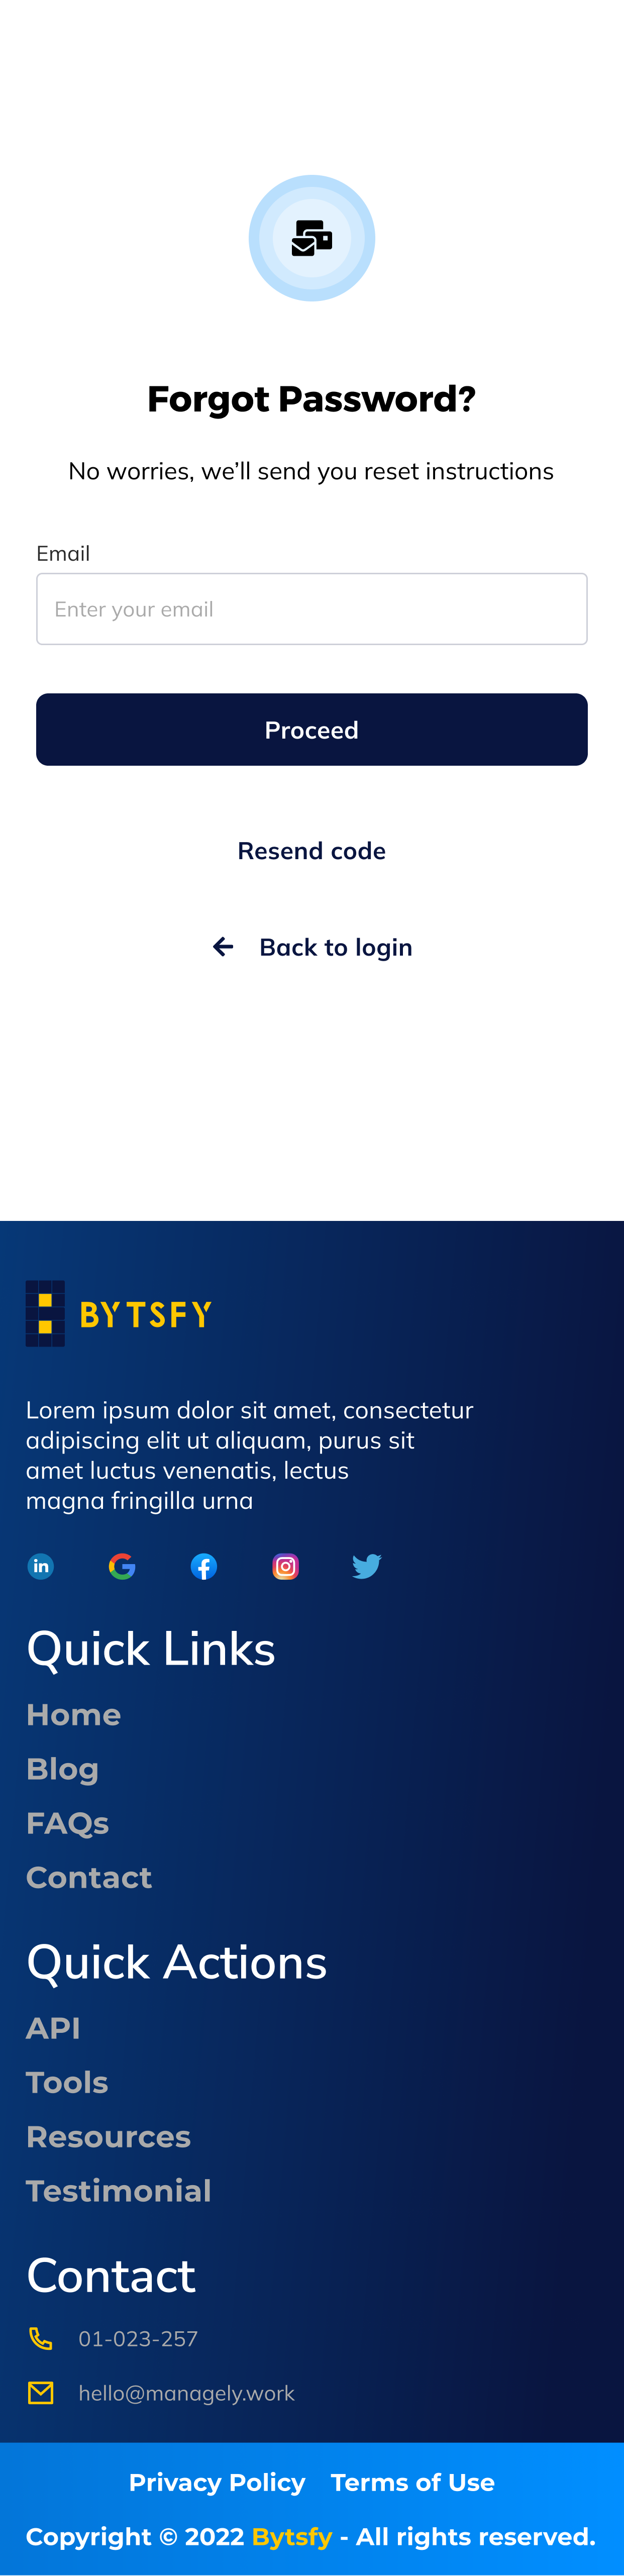 Forgot Password?
No worries, we’ll send you reset instructions
Email
Enter your email
Proceed
Resend code
Back to login
BYTSFY
Lorem ipsum dolor sit amet, consectetur
adipiscing elit ut aliquam, purus sit
amet luctus venenatis, lectus
magna fringilla urna
in
Quick Links
Home
Blog
FAQs
Contact
Quick Actions
API
Tools
Resources
Testimonial
Contact
01-023-257
hello@managely.work
Privacy Policy Terms of Use
Copyright © 2022 Bytsfy - All rights reserved.